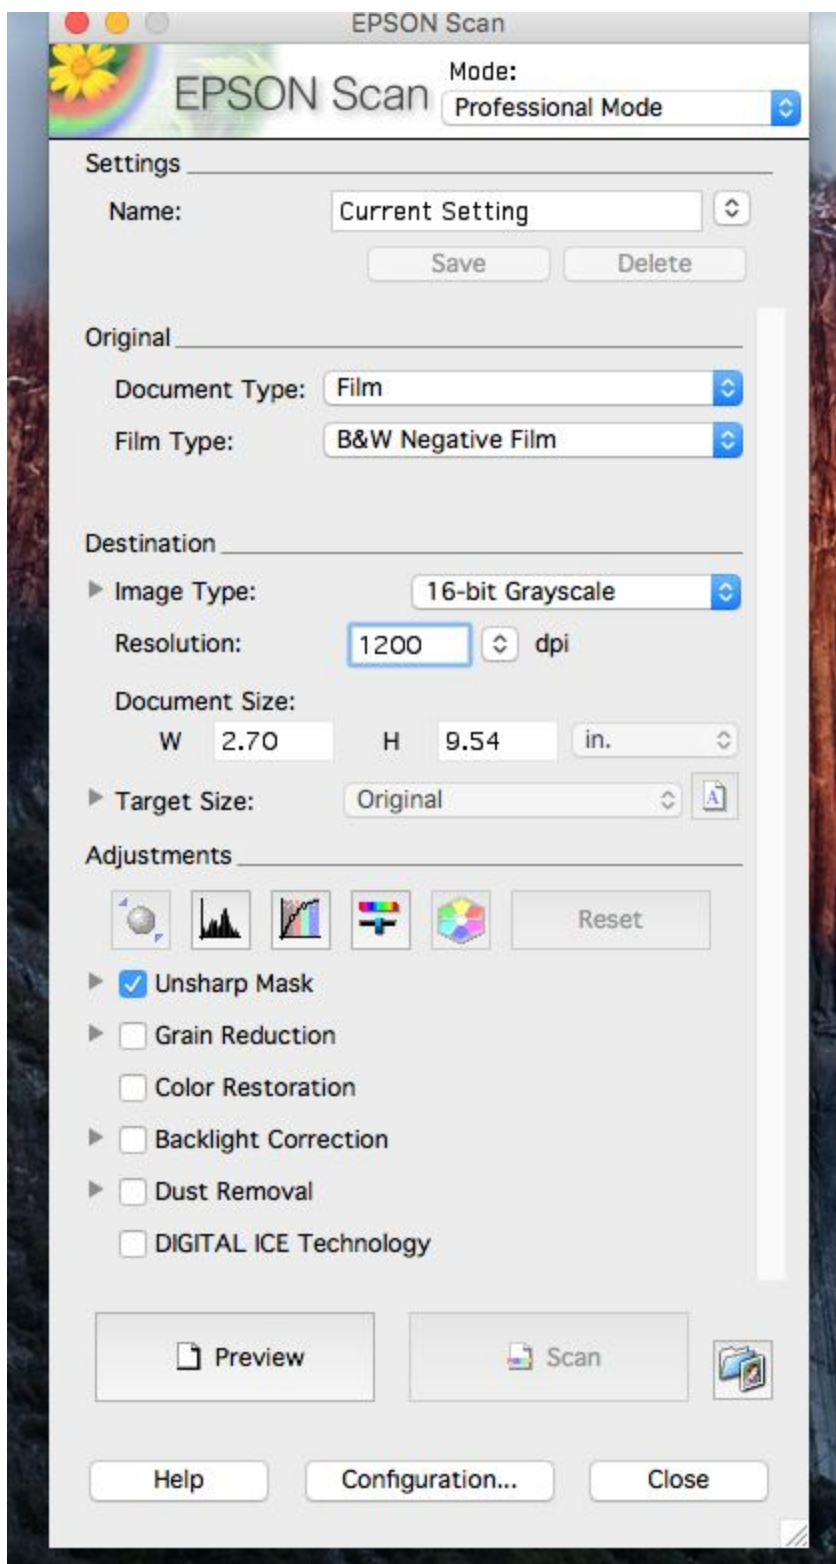 EPSON Scan
EPSON Scan
Mode:
Professional Mode
Settings
Name: Current Setting
Save Delete
Original
Document Type: Film
Film Type: B&W Negative Film
Destination
Image Type: 16-bit Grayscale
Resolution: 1200 dpi
Document Size:
W 2.70 H 9.54 in.
Target Size: Original A
Adjustments
Reset
Unsharp Mask
Grain Reduction
Color Restoration
Backlight Correction
Dust Removal
DIGITAL ICE Technology
Preview Scan
Help Configuration... Close